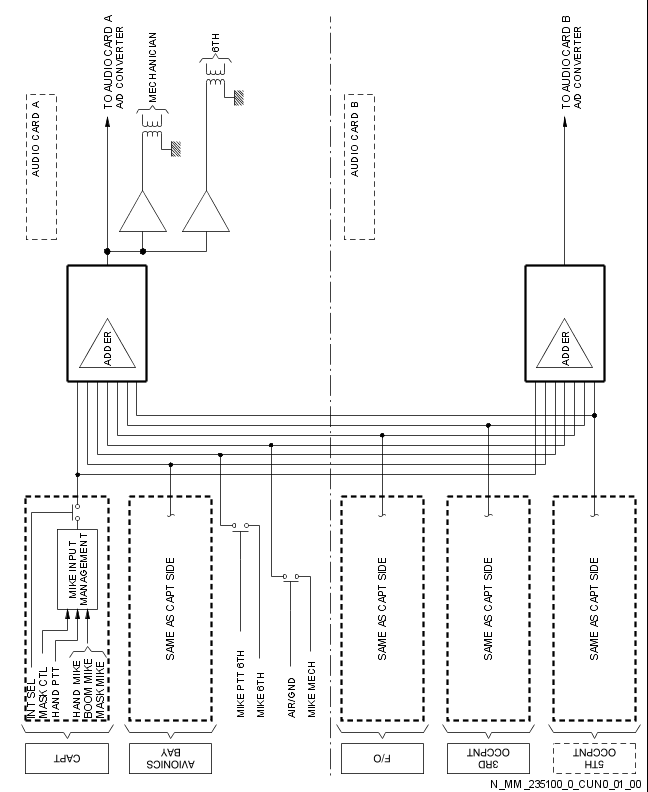 TO AUDIO CARD A
A/D CONVERTER
MECHANICIAN
6TH
AUDIO CARD A
TO AUDIO CARD B
A/D CONVERTER
AUDIO CARD B
ADDER
ADDER
MIKE INPUT
MANAGEMENT
INT SEL
MASK CTL
HAND PTT
HAND MIKE
BOOM MIKE
MASK MIKE
SAME AS CAPT SIDE
MIKE PTT 6TH
MIKE 6TH
AIR/GND
MIKE MECH
SAME AS CAPT SIDE
SAME AS CAPT SIDE
SAME AS CAPT SIDE
CAPT
AVIONICS
BAY
F/O
3RD
OCCPNT
5TH
OCCPNT
N_MM_235100_0_CUN0_01_00